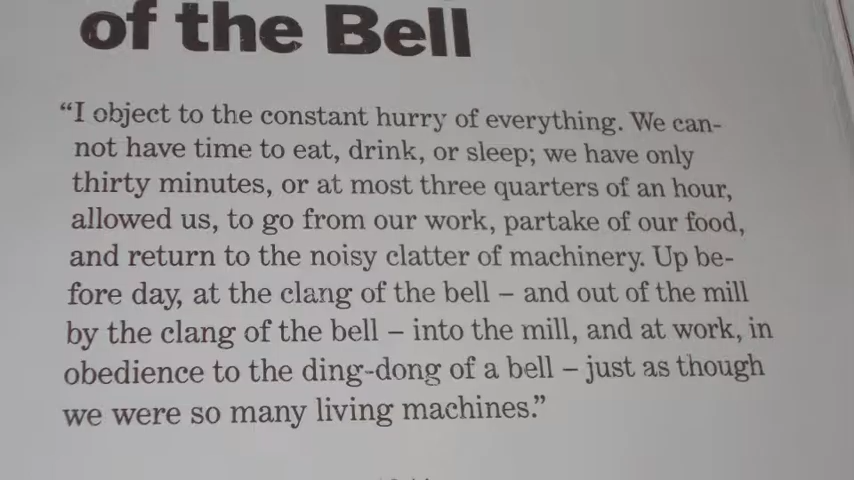 of the Bell
“I object to the constant hurry of everything. We can-
not have time to eat, drink, or sleep; we have only
thirty minutes, or at most three quarters of an hour,
allowed us, to go from our work, partake of our food,
and return to the noisy clatter of machinery. Up be-
fore day, at the clang of the bell – and out of the mill
by the clang of the bell – into the mill, and at work, in
obedience to the ding-dong of a bell – just as though
we were so many living machines.”